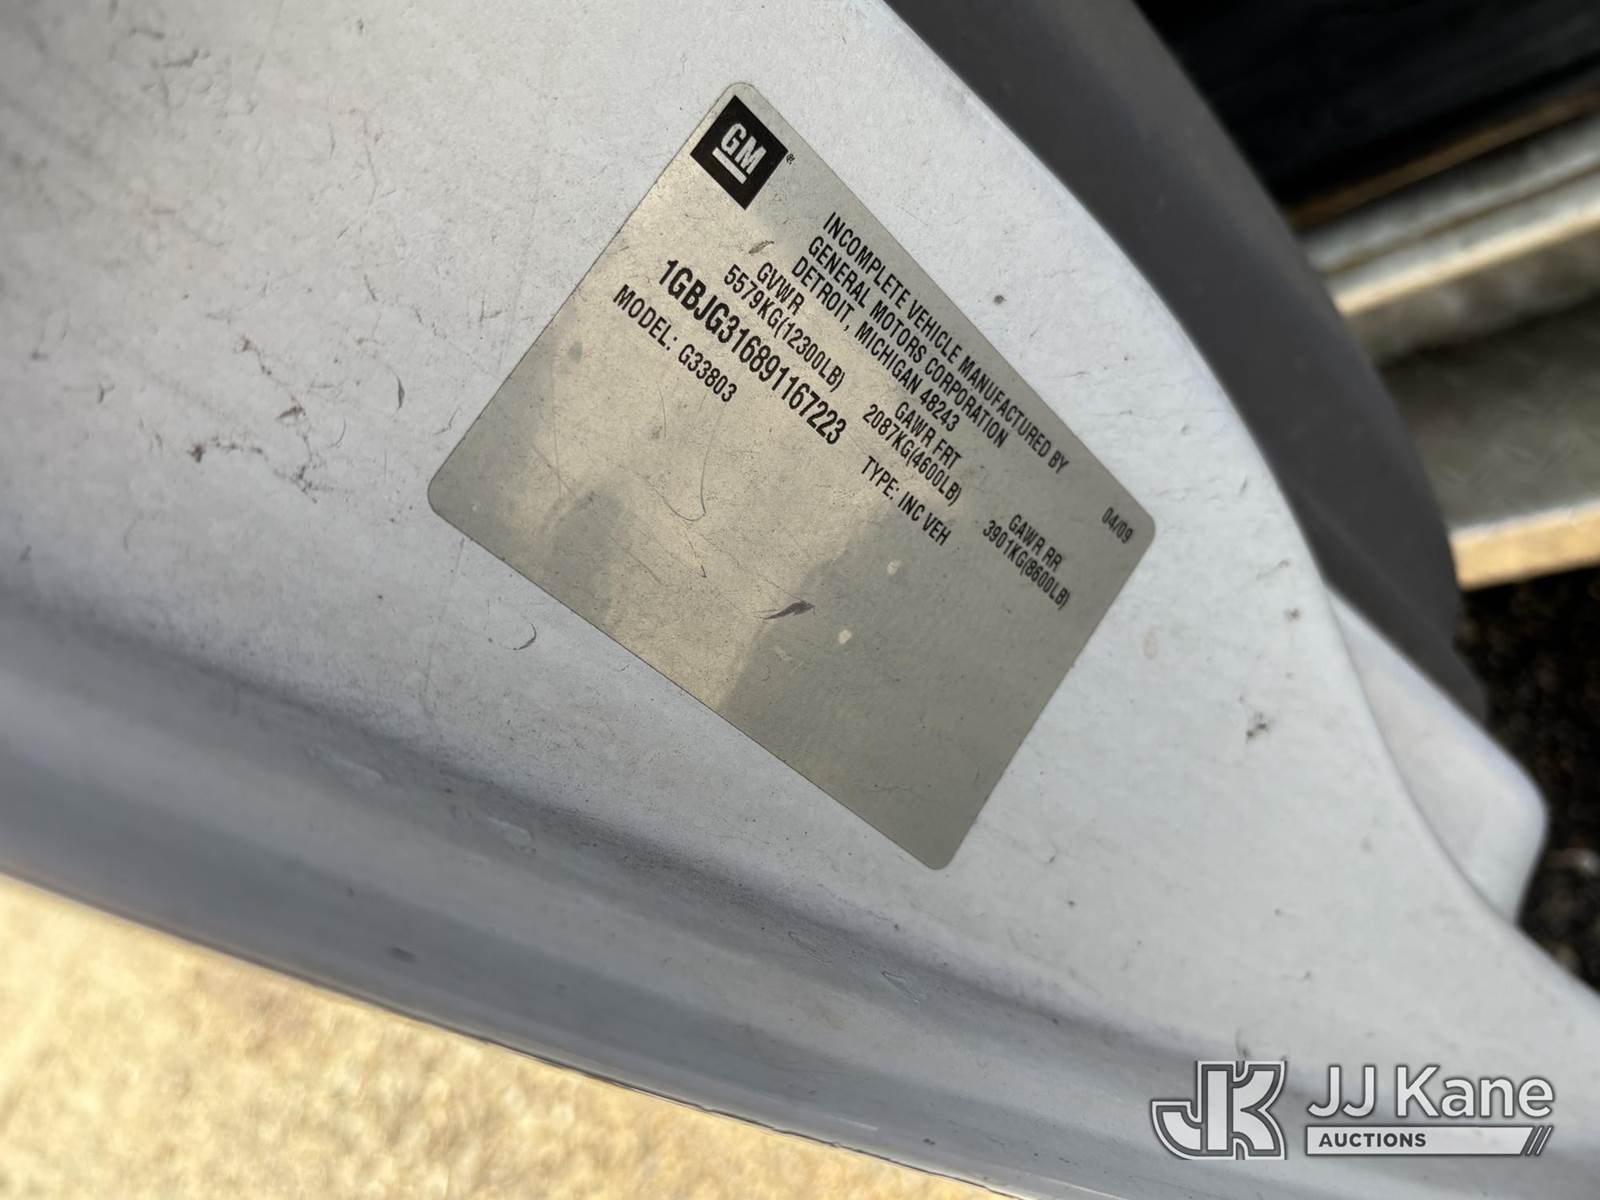 GM®
INCOMPLETE VEHICLE MANUFACTURED BY
GENERAL MOTORS CORPORATION
DETROIT, MICHIGAN 48243 04/09
GVWR GAWR FRT GAWR RR
5579KG(12300LB) 2087KG(4600LB) 3901KG(8600LB)
1GBJG316891167223 TYPE: INC VEH
MODEL: G33803
JK JJ Kane
AUCTIONS